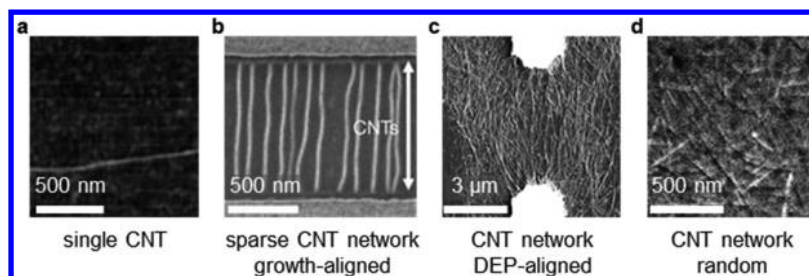 a
b
c
d
CNTs
500 nm
500 nm
3 µm
500 nm
single CNT
sparse CNT network
growth-aligned
CNT network
DEP-aligned
CNT network
random